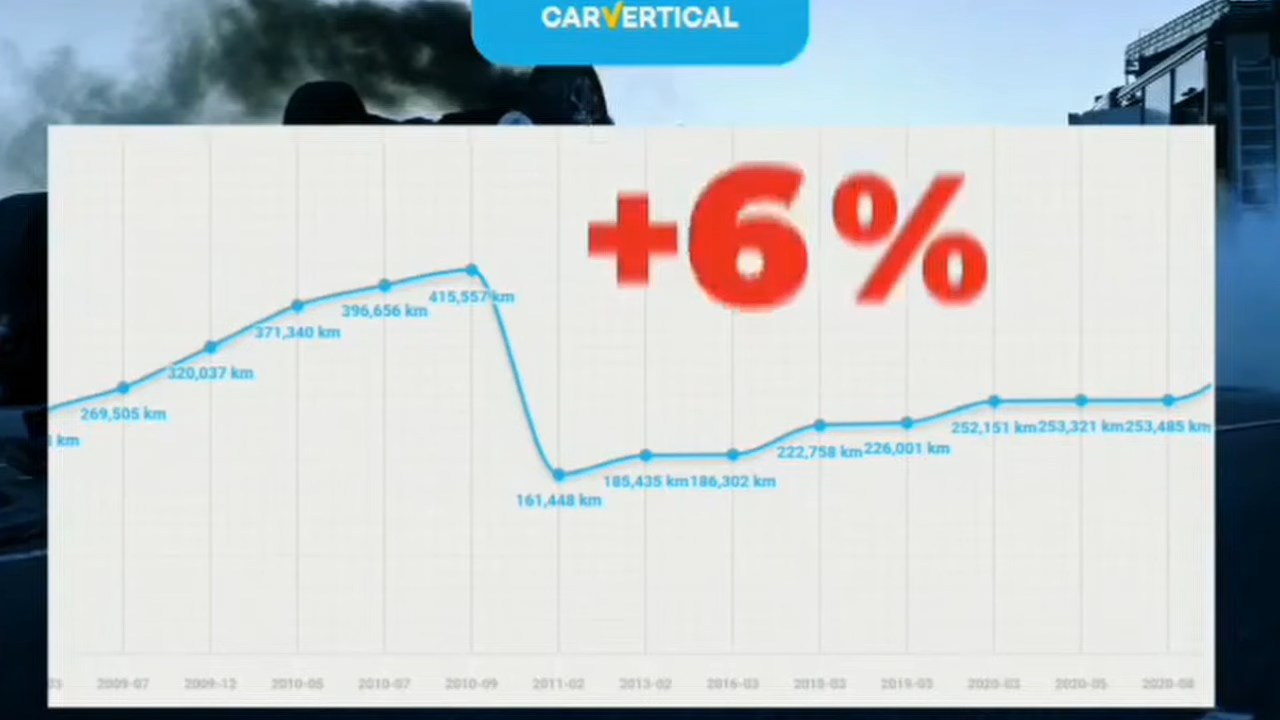 CARVERTICAL
+6%
415,557 km
396,656 km
371,340 km
320,037 km
269,505 km
km
252,151 km 253,321 km 253,485 km
222,758 km 226,001 km
185,435 km 186,302 km
161,448 km
2009-07 2009-12 2010-05 2010-07 2010-09 2011-02 2013-02 2016-03 2018-03 2019-03 2020-03 2020-05 2020-08